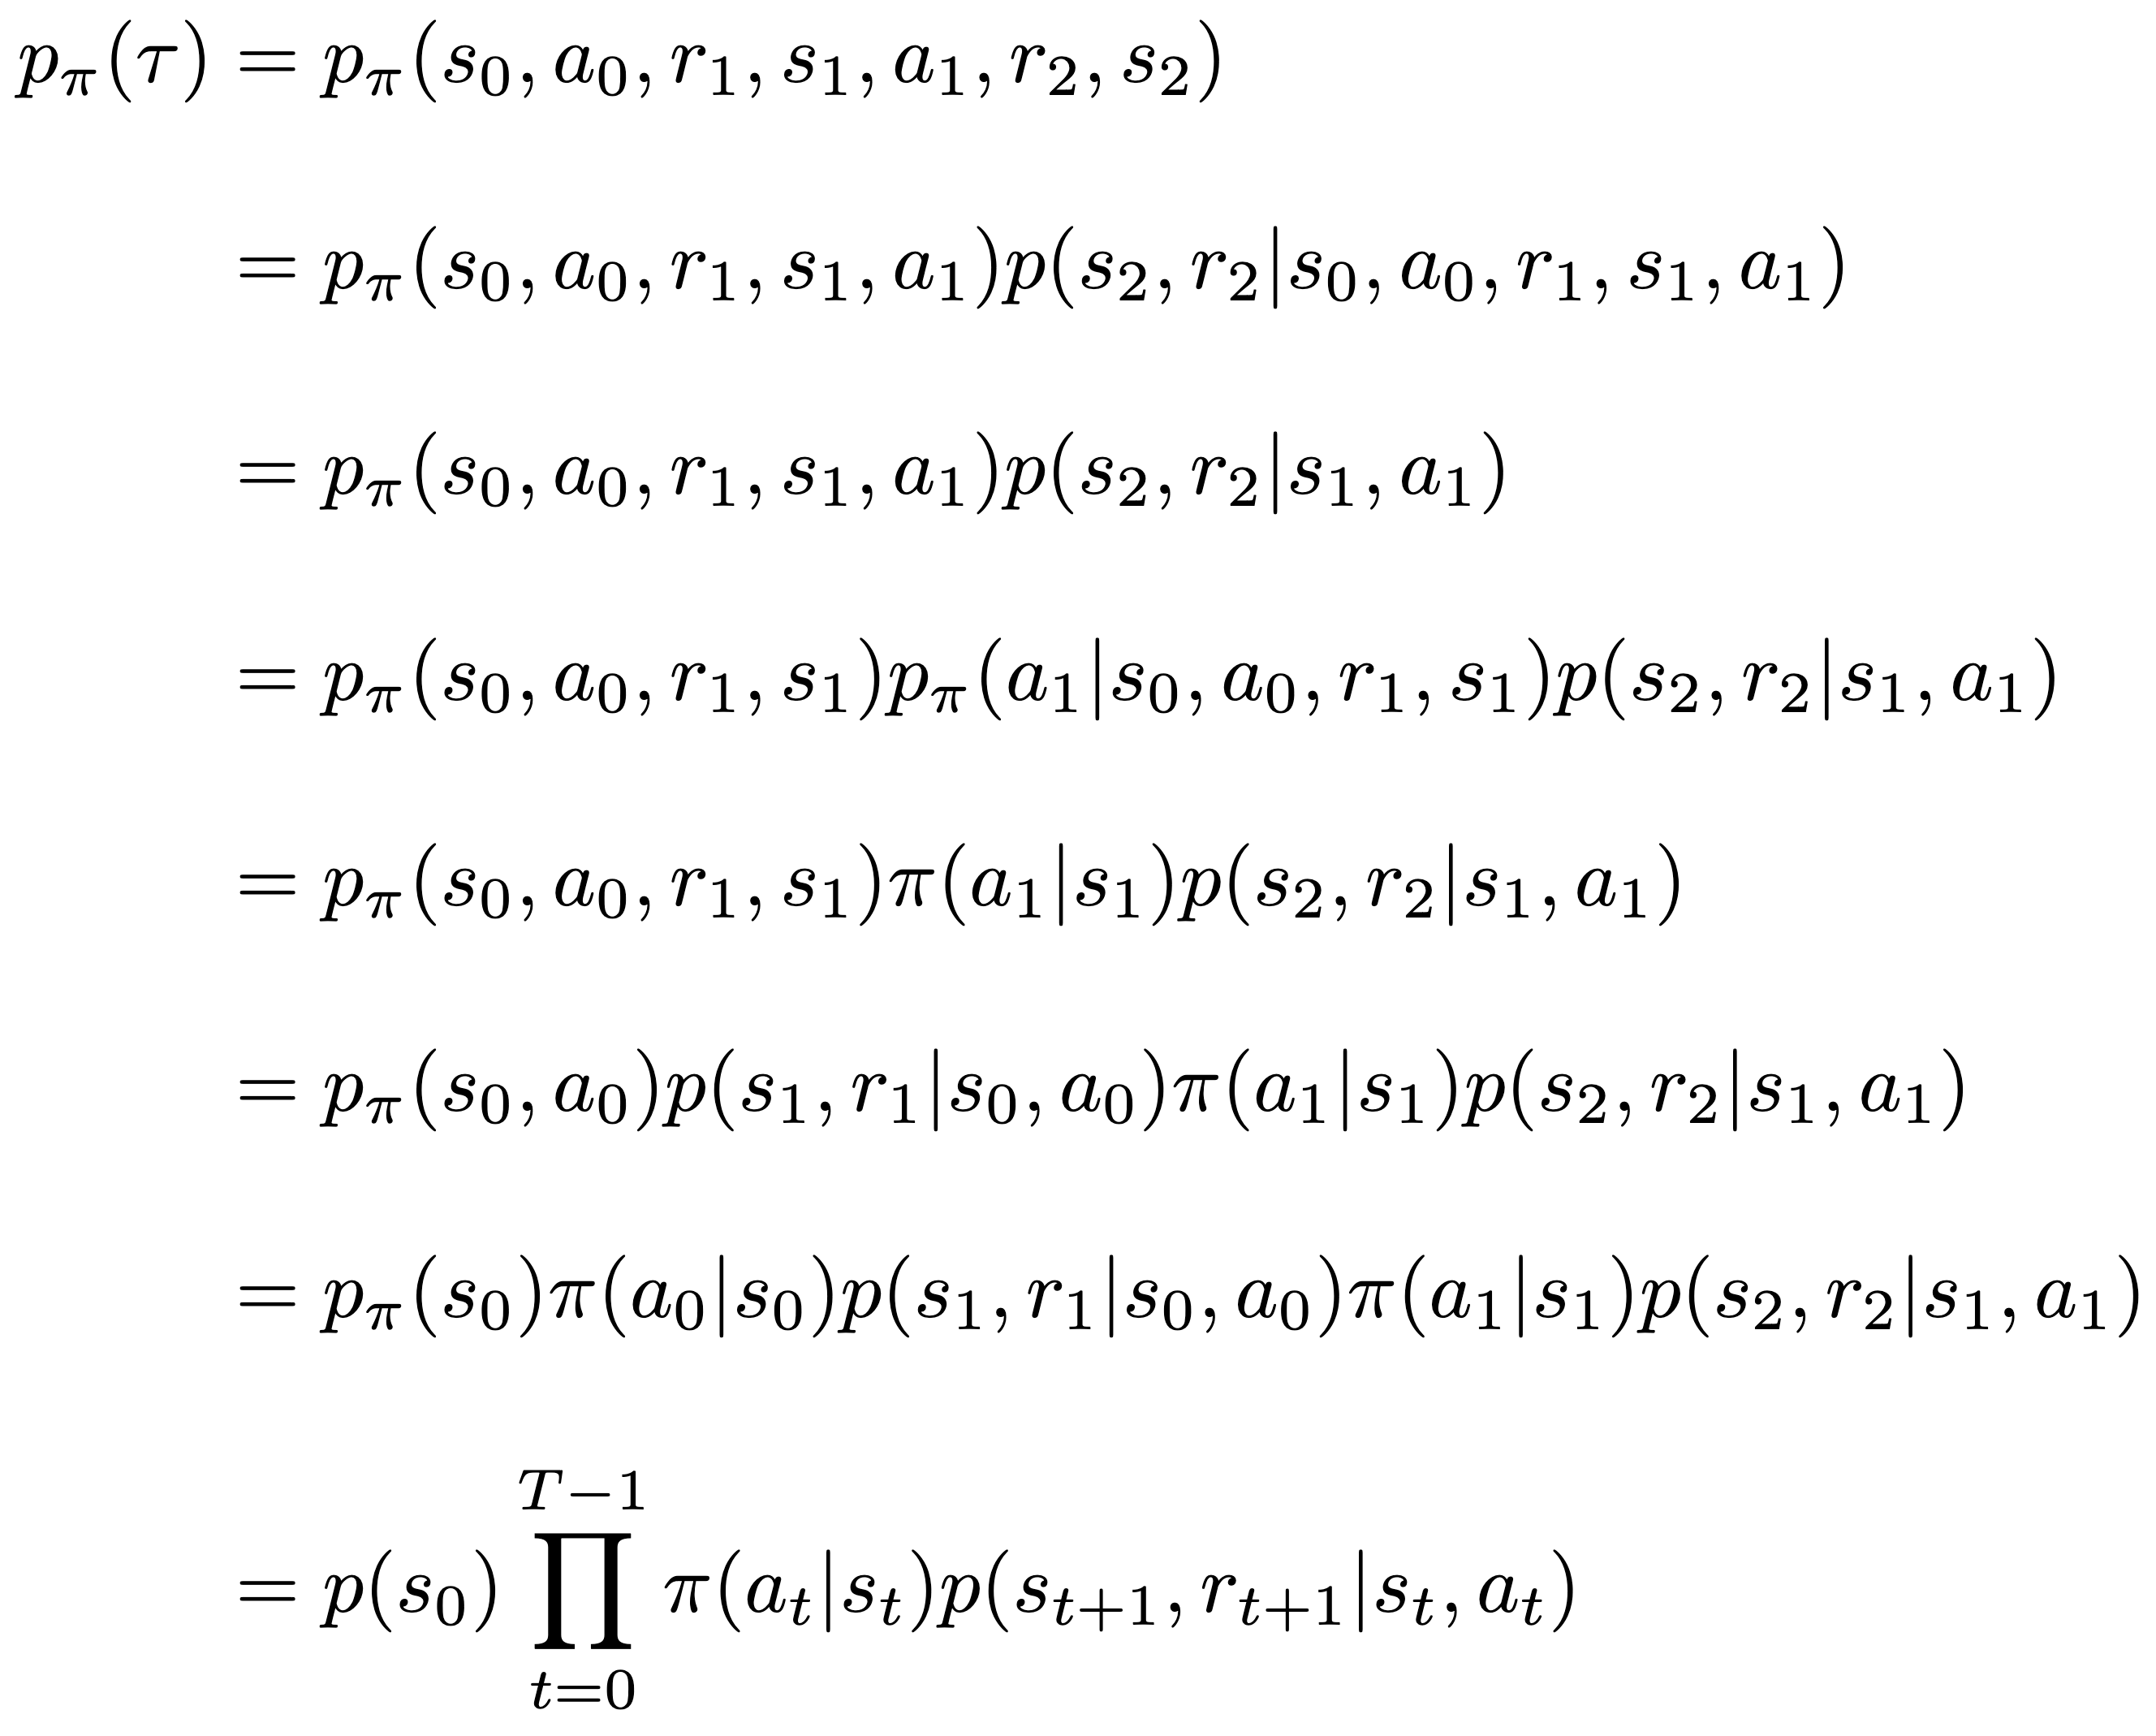 p_π(τ) = p_π(s_0, a_0, r_1, s_1, a_1, r_2, s_2)
= p_π(s_0, a_0, r_1, s_1, a_1)p(s_2, r_2|s_0, a_0, r_1, s_1, a_1)
= p_π(s_0, a_0, r_1, s_1, a_1)p(s_2, r_2|s_1, a_1)
= p_π(s_0, a_0, r_1, s_1)p_π(a_1|s_0, a_0, r_1, s_1)p(s_2, r_2|s_1, a_1)
= p_π(s_0, a_0, r_1, s_1)π(a_1|s_1)p(s_2, r_2|s_1, a_1)
= p_π(s_0, a_0)p(s_1, r_1|s_0, a_0)π(a_1|s_1)p(s_2, r_2|s_1, a_1)
= p_π(s_0)π(a_0|s_0)p(s_1, r_1|s_0, a_0)π(a_1|s_1)p(s_2, r_2|s_1, a_1)
= p(s_0) ∏_{t=0}^{T−1} π(a_t|s_t)p(s_{t+1}, r_{t+1}|s_t, a_t)